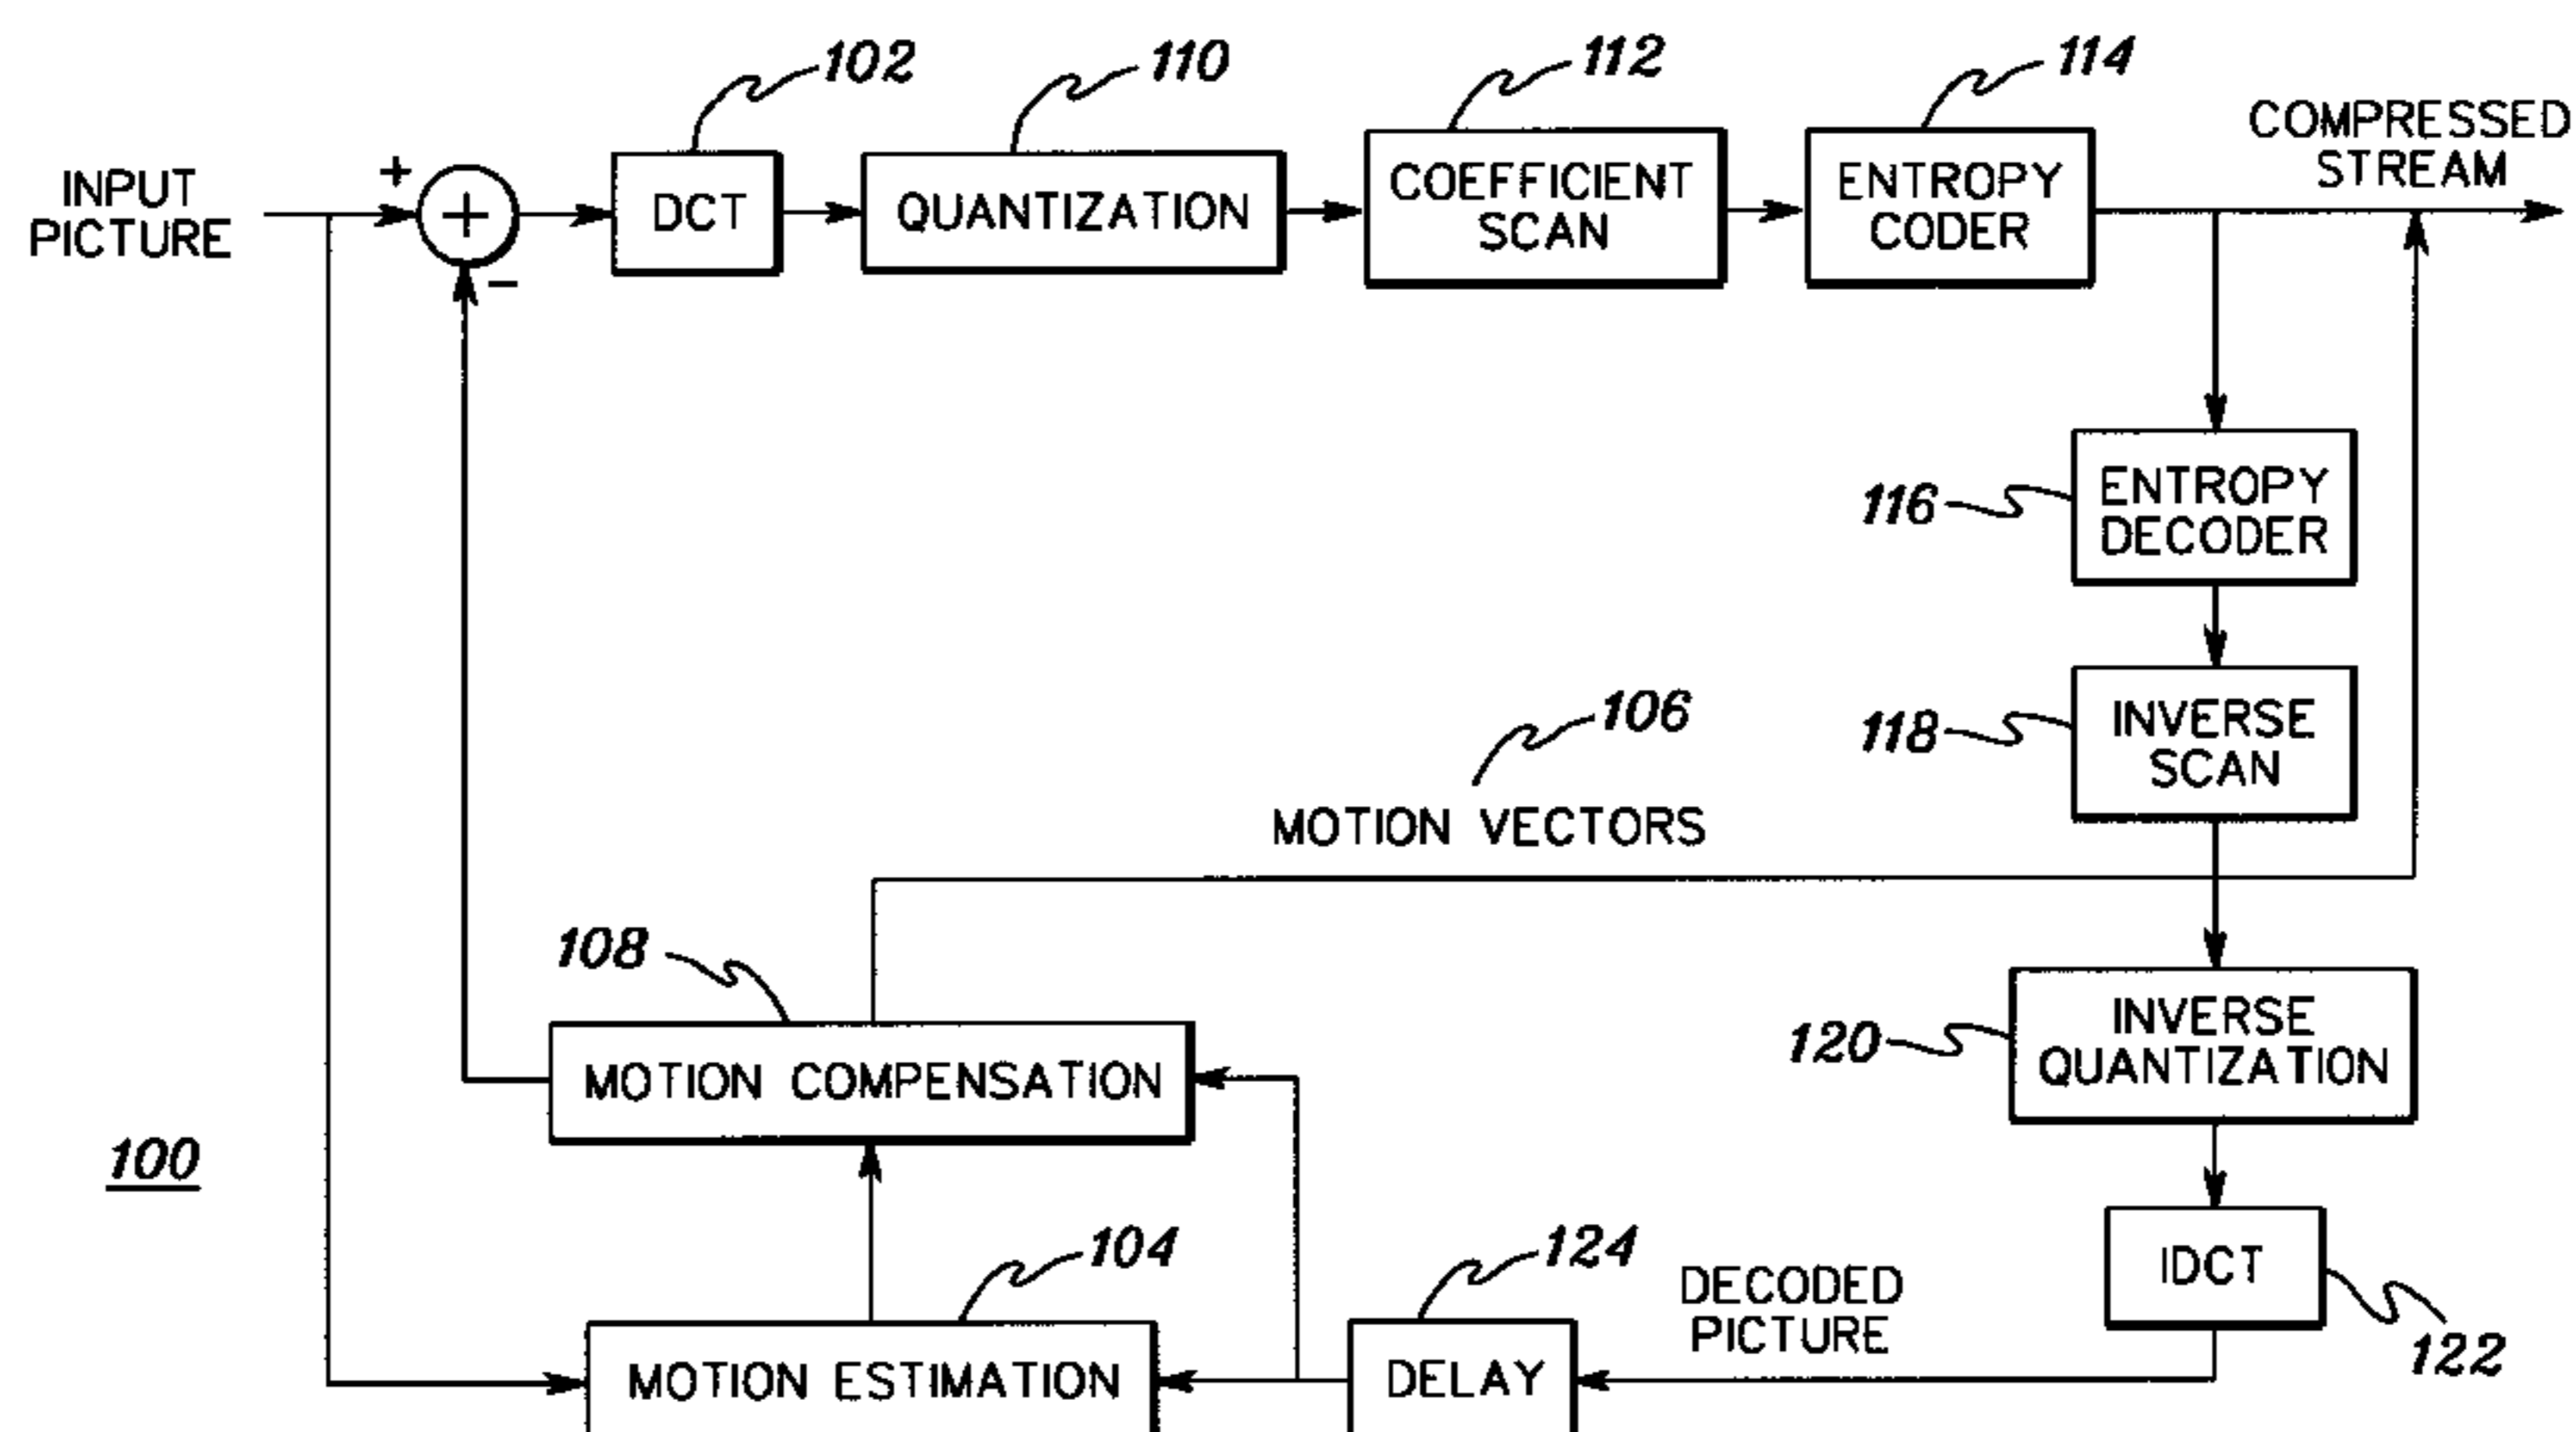 102
110
112
114
COMPRESSED
STREAM
INPUT
PICTURE
+
+
-
DCT
QUANTIZATION
COEFFICIENT
SCAN
ENTROPY
CODER
116
ENTROPY
DECODER
106
118
INVERSE
SCAN
MOTION VECTORS
108
120
INVERSE
QUANTIZATION
MOTION COMPENSATION
100
104
124
DECODED
PICTURE
IDCT
122
MOTION ESTIMATION
DELAY